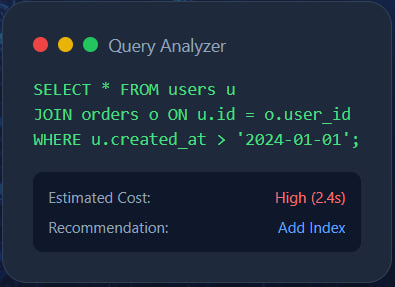 Query Analyzer
SELECT * FROM users u
JOIN orders o ON u.id = o.user_id
WHERE u.created_at > '2024-01-01';
Estimated Cost: High (2.4s)
Recommendation: Add Index